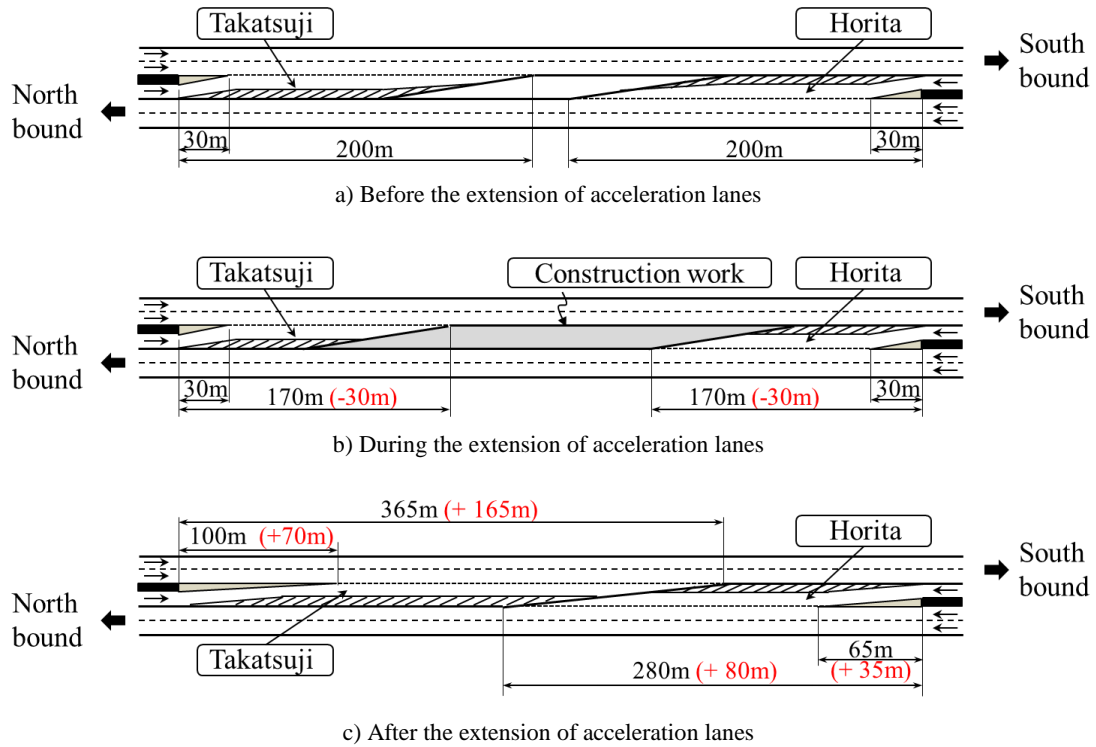 Takatsuji
Horita
South
bound
North
bound
30m
200m
200m
30m
a) Before the extension of acceleration lanes
Takatsuji
Construction work
Horita
South
bound
North
bound
30m
170m (-30m)
170m (-30m)
30m
b) During the extension of acceleration lanes
365m (+ 165m)
100m (+70m)
Horita
South
bound
North
bound
Takatsuji
65m
280m (+ 80m)
(+ 35m)
c) After the extension of acceleration lanes